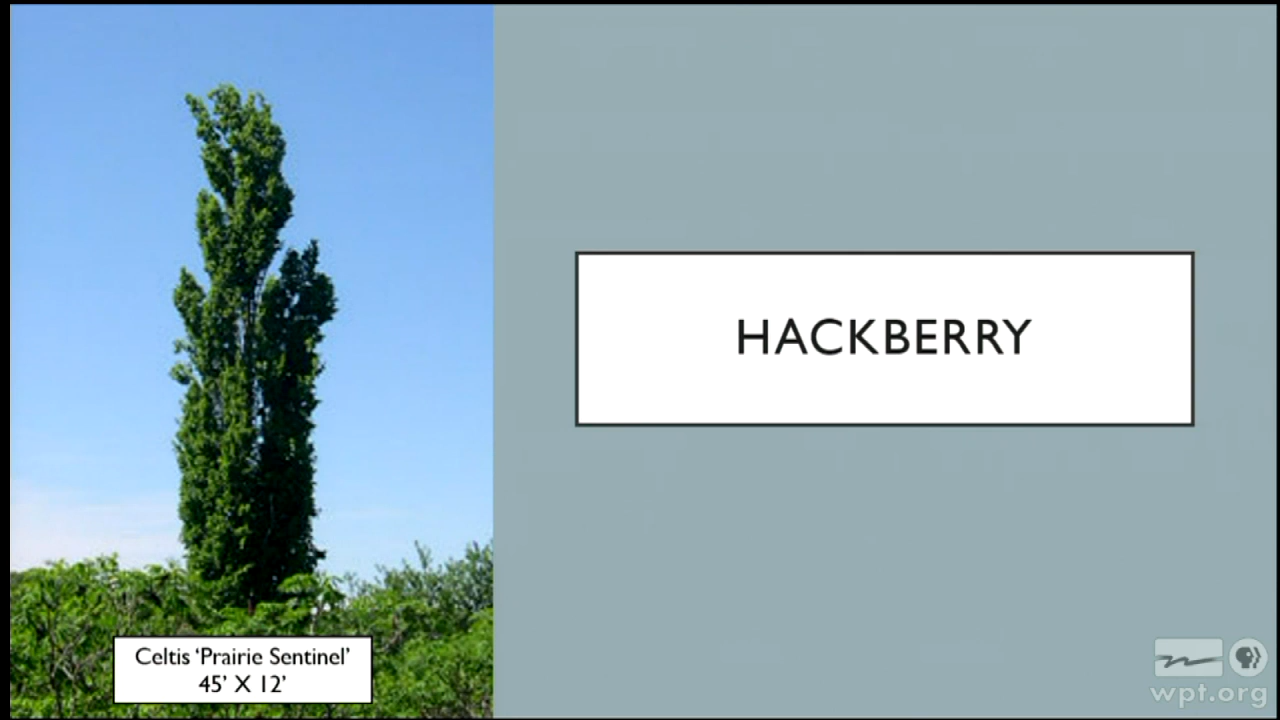 HACKBERRY
Celtis ‘Prairie Sentinel’
45’ X 12’
wpt.org